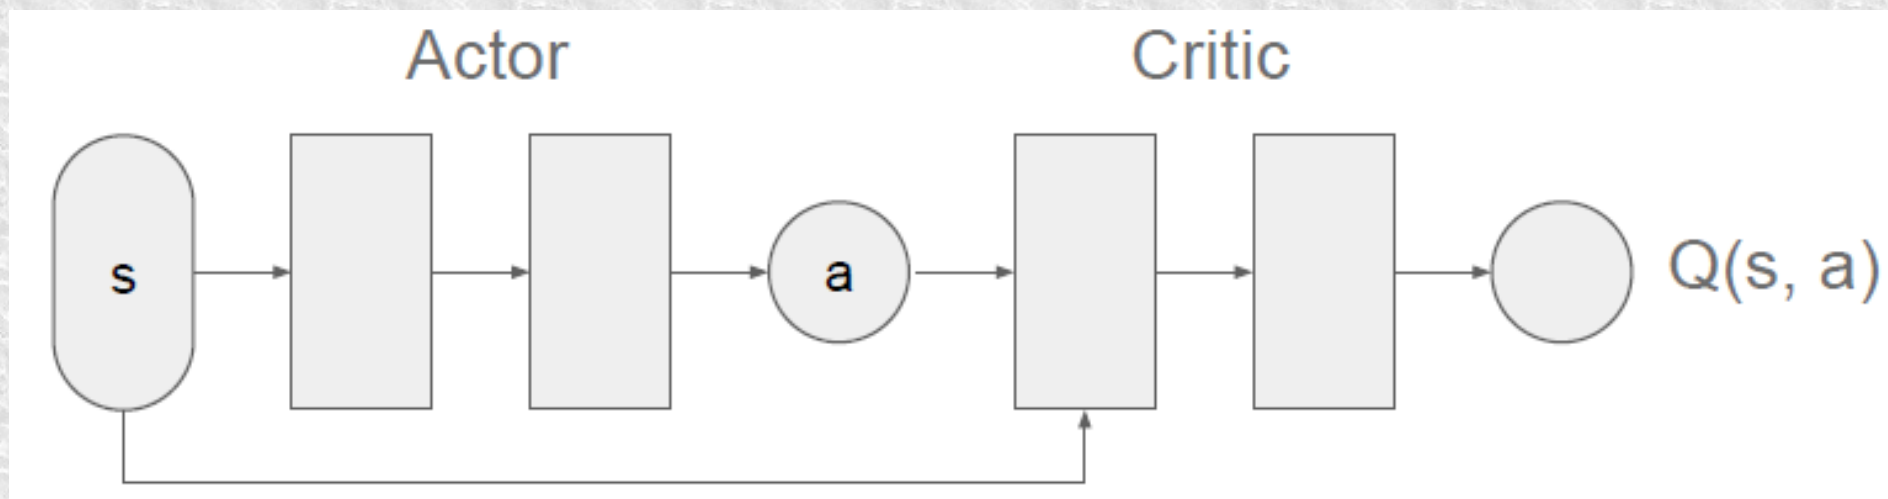 Actor
Critic
s
a
Q(s, a)